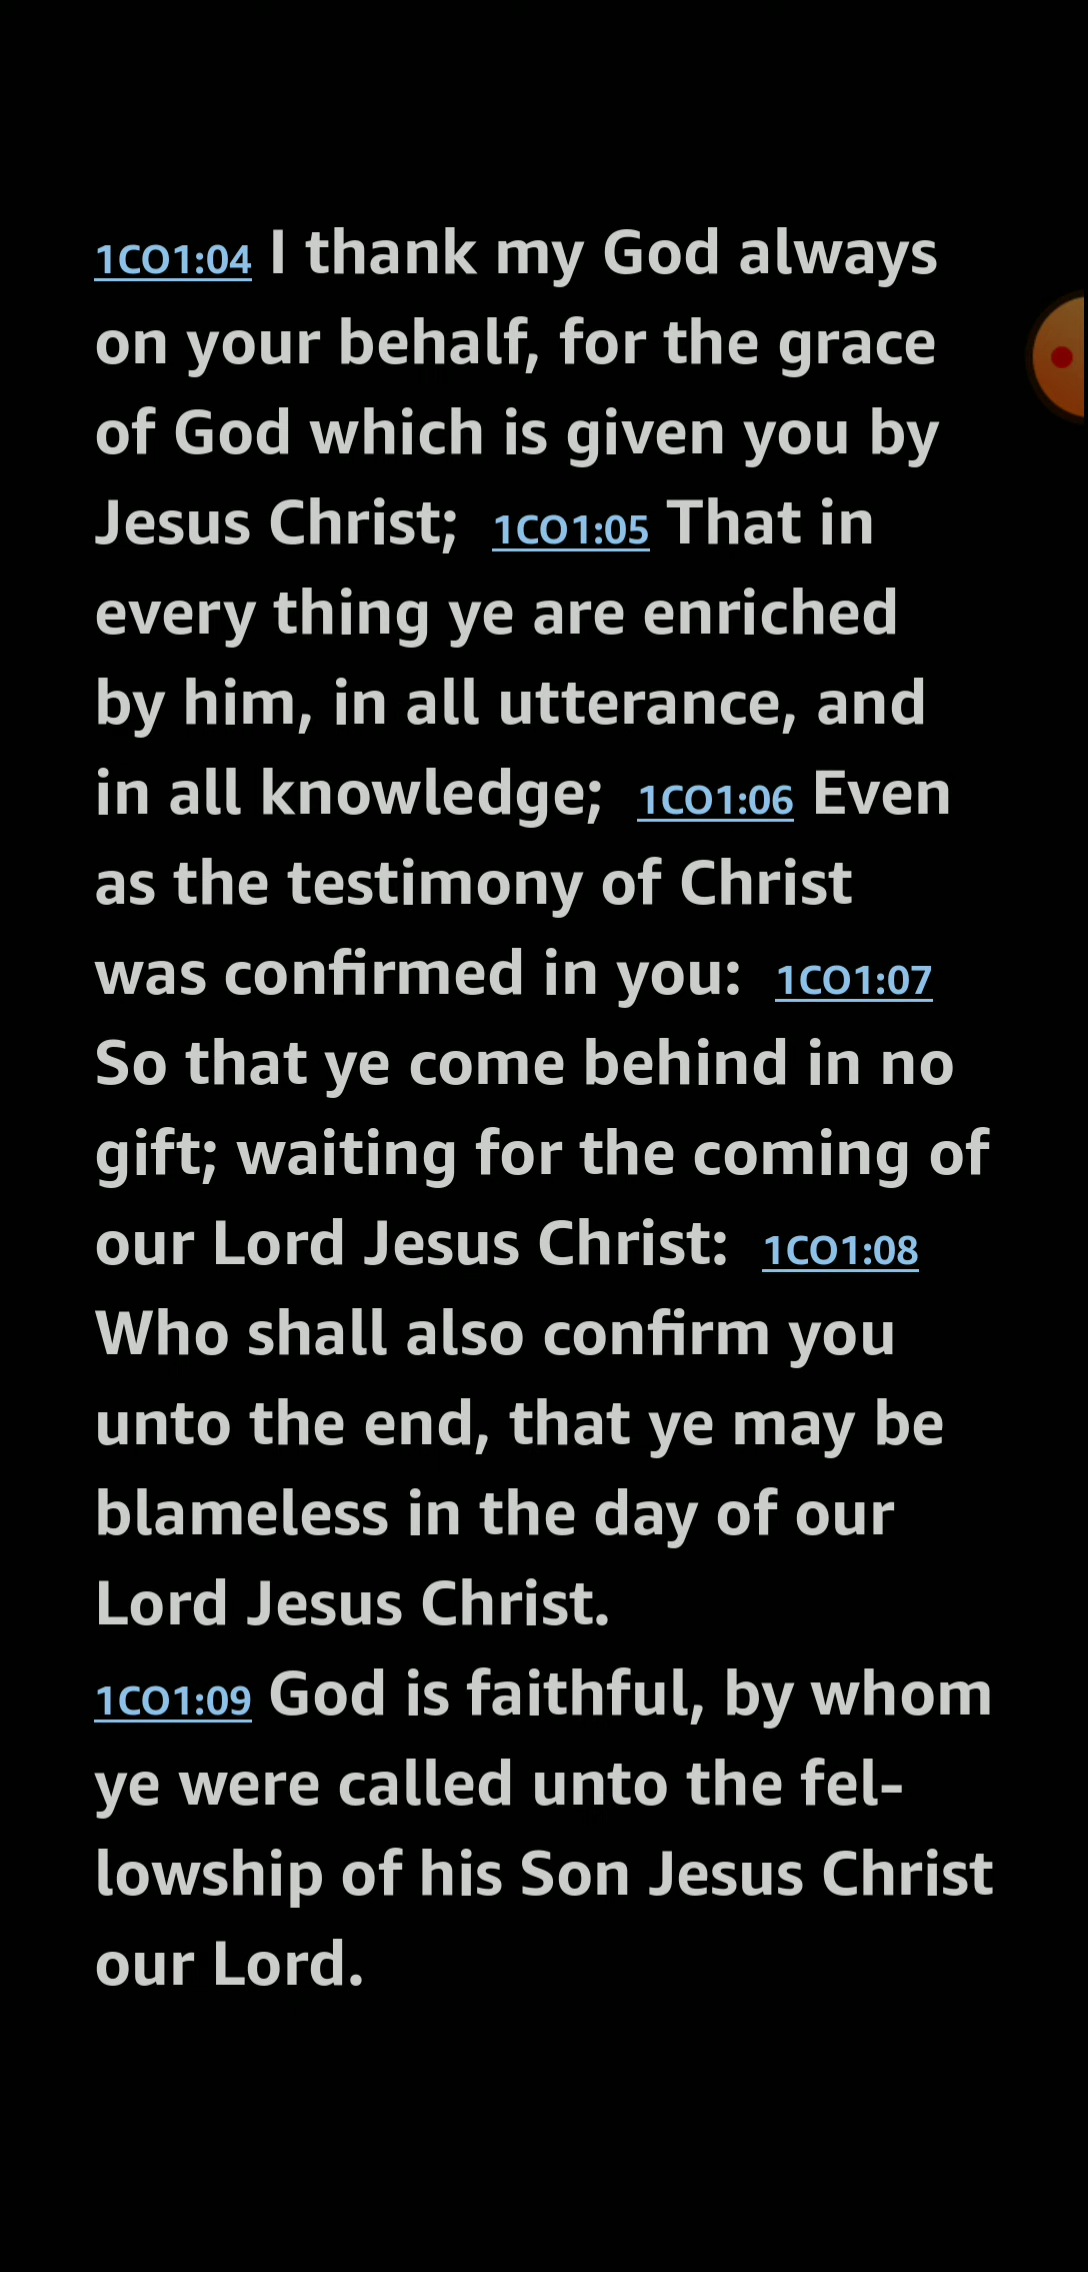 1CO1:04 I thank my God always
on your behalf, for the grace
of God which is given you by
Jesus Christ; 1CO1:05 That in
every thing ye are enriched
by him, in all utterance, and
in all knowledge; 1CO1:06 Even
as the testimony of Christ
was confirmed in you: 1CO1:07
So that ye come behind in no
gift; waiting for the coming of
our Lord Jesus Christ: 1CO1:08
Who shall also confirm you
unto the end, that ye may be
blameless in the day of our
Lord Jesus Christ.
1CO1:09 God is faithful, by whom
ye were called unto the fel-
lowship of his Son Jesus Christ
our Lord.